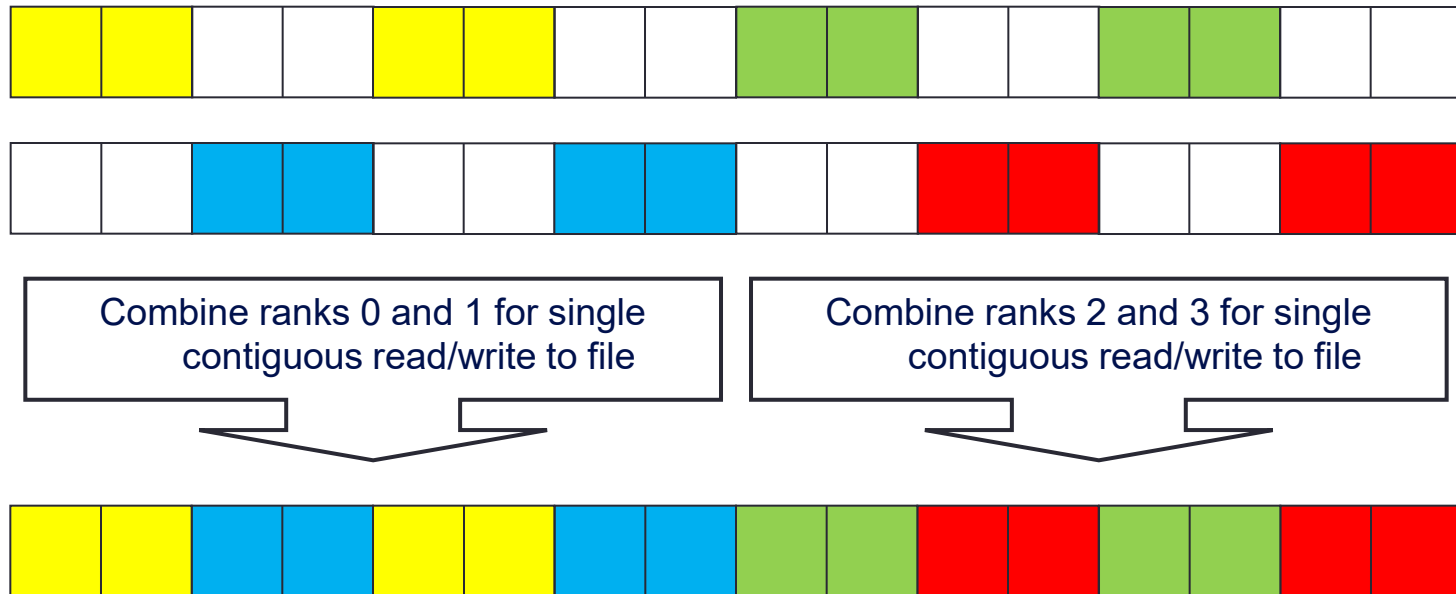 Combine ranks 0 and 1 for single
contiguous read/write to file
Combine ranks 2 and 3 for single
contiguous read/write to file